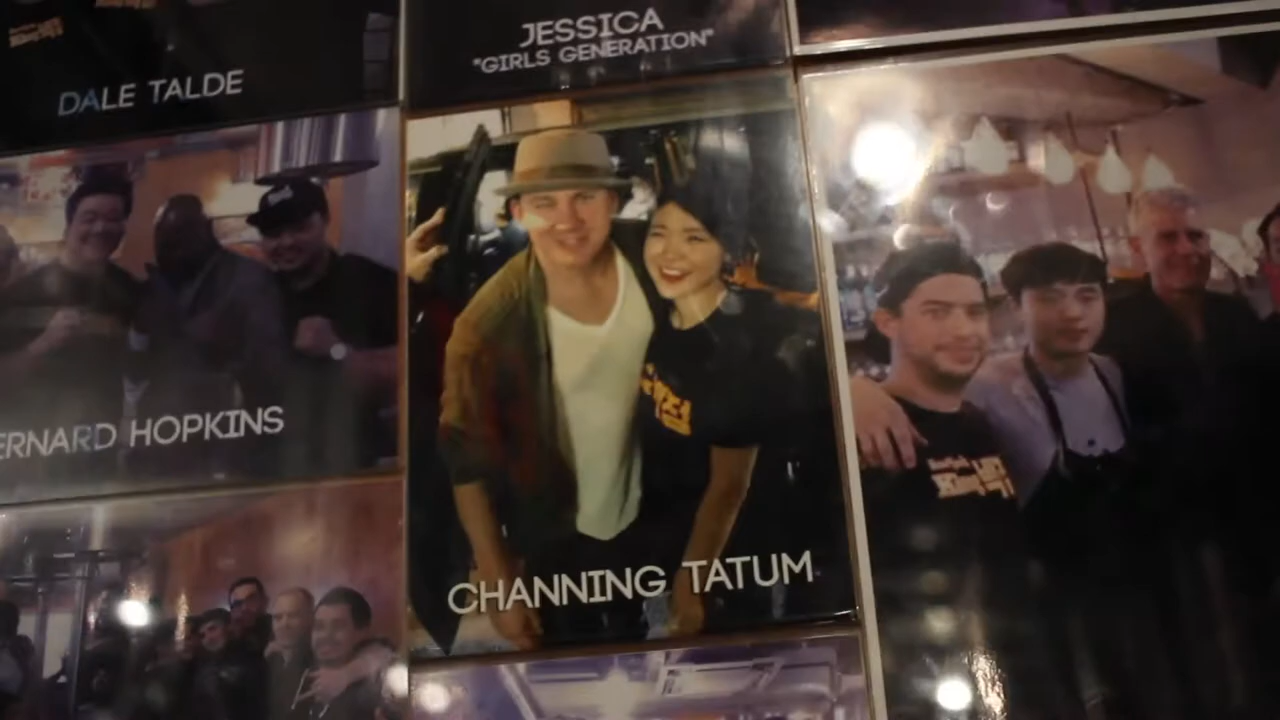 JESSICA
"GIRLS GENERATION"
DALE TALDE
ERNARD HOPKINS
CHANNING TATUM